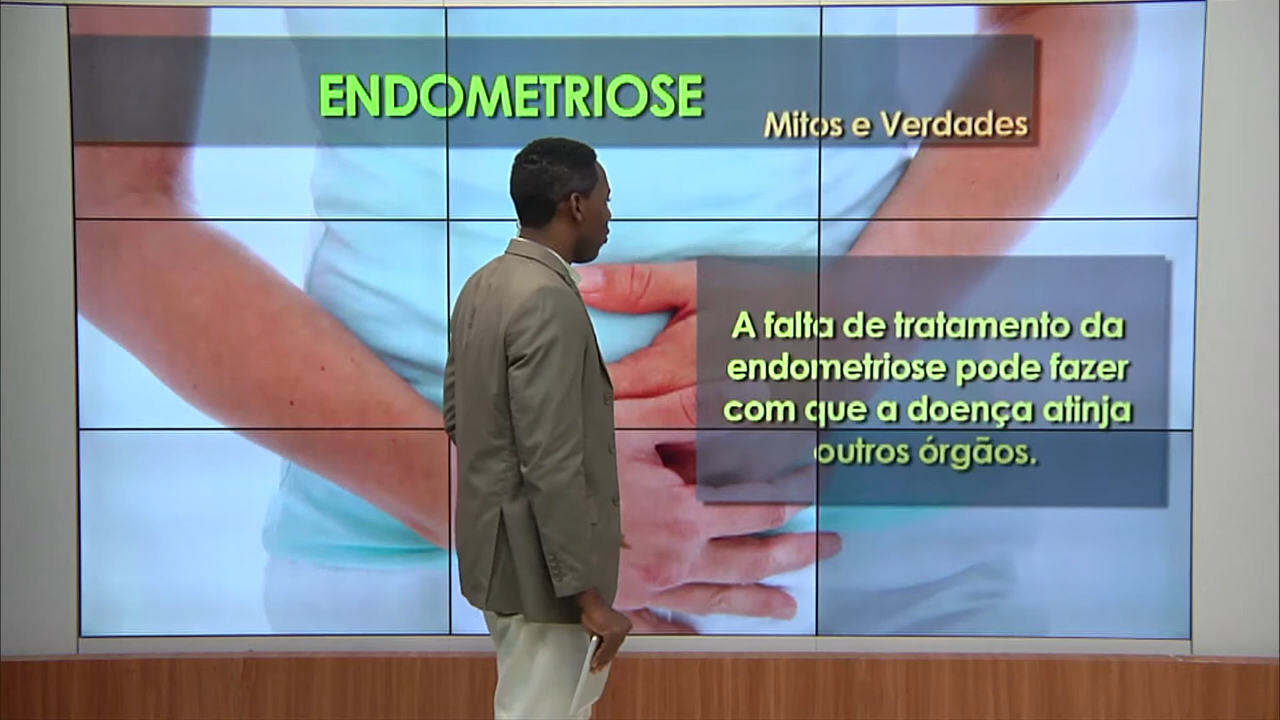 ENDOMETRIOSE
Mitos e Verdades
A falta de tratamento da
endometriose pode fazer
com que a doença atinja
outros órgãos.